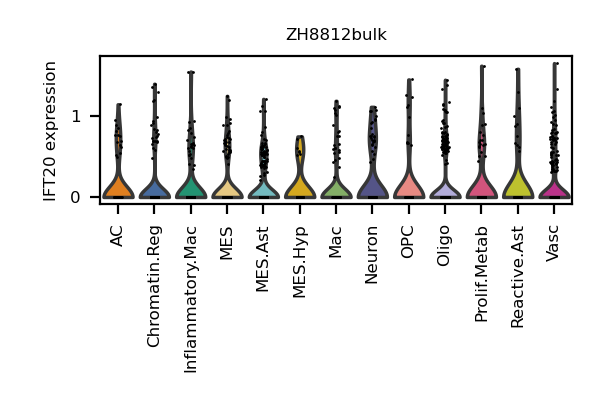 ZH8812bulk
IFT20 expression
1
0
AC
Chromatin.Reg
Inflammatory.Mac
MES
MES.Ast
MES.Hyp
Mac
Neuron
OPC
Oligo
Prolif.Metab
Reactive.Ast
Vasc